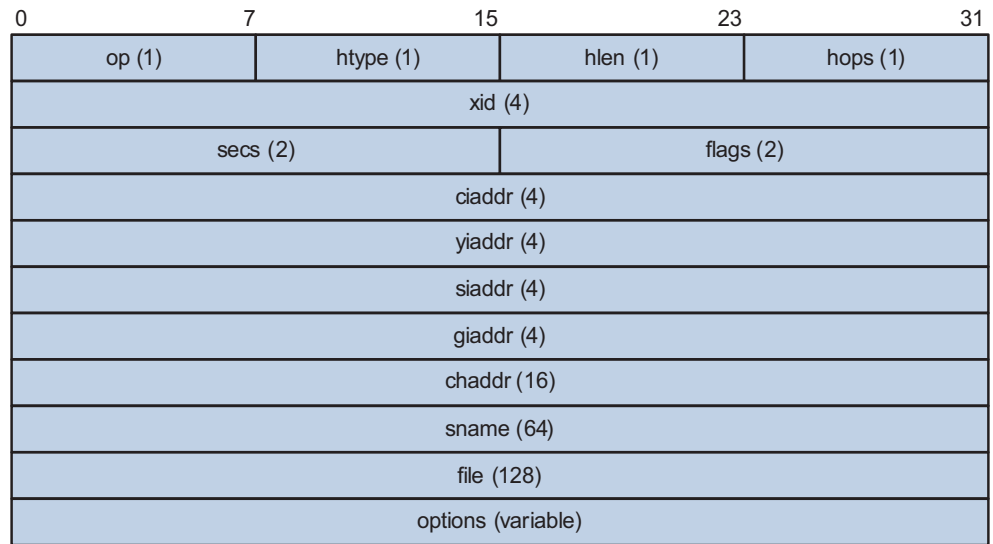 0 7 15 23 31
op (1) htype (1) hlen (1) hops (1)
xid (4)
secs (2) flags (2)
ciaddr (4)
yiaddr (4)
siaddr (4)
giaddr (4)
chaddr (16)
sname (64)
file (128)
options (variable)